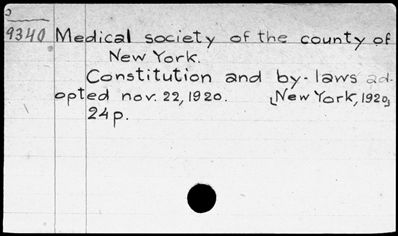 9340 Medical society of the county of
New York.
Constitution and by-laws ad-
opted nov. 22, 1920. [New York, 1920]
24p.